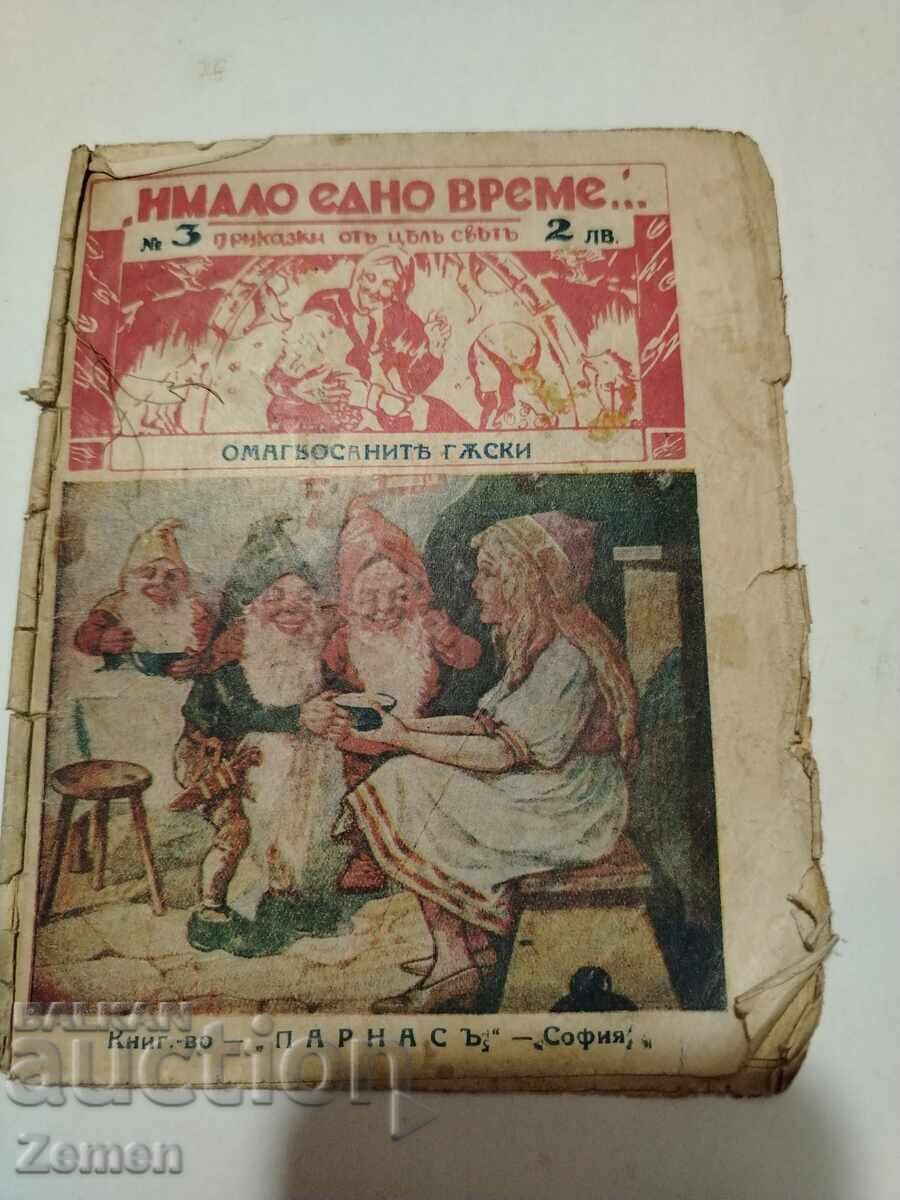 „ИМАЛО ЕДНО ВРЕМЕ...“
№ 3 приказки отъ цѣлъ свѣтъ 2 лв.
ОМАГЬОСАНИТѢ ГѪСКИ
Книг.-во – „ПАРНАСЪ“ – „София“
BALKAN
auction
Zemen